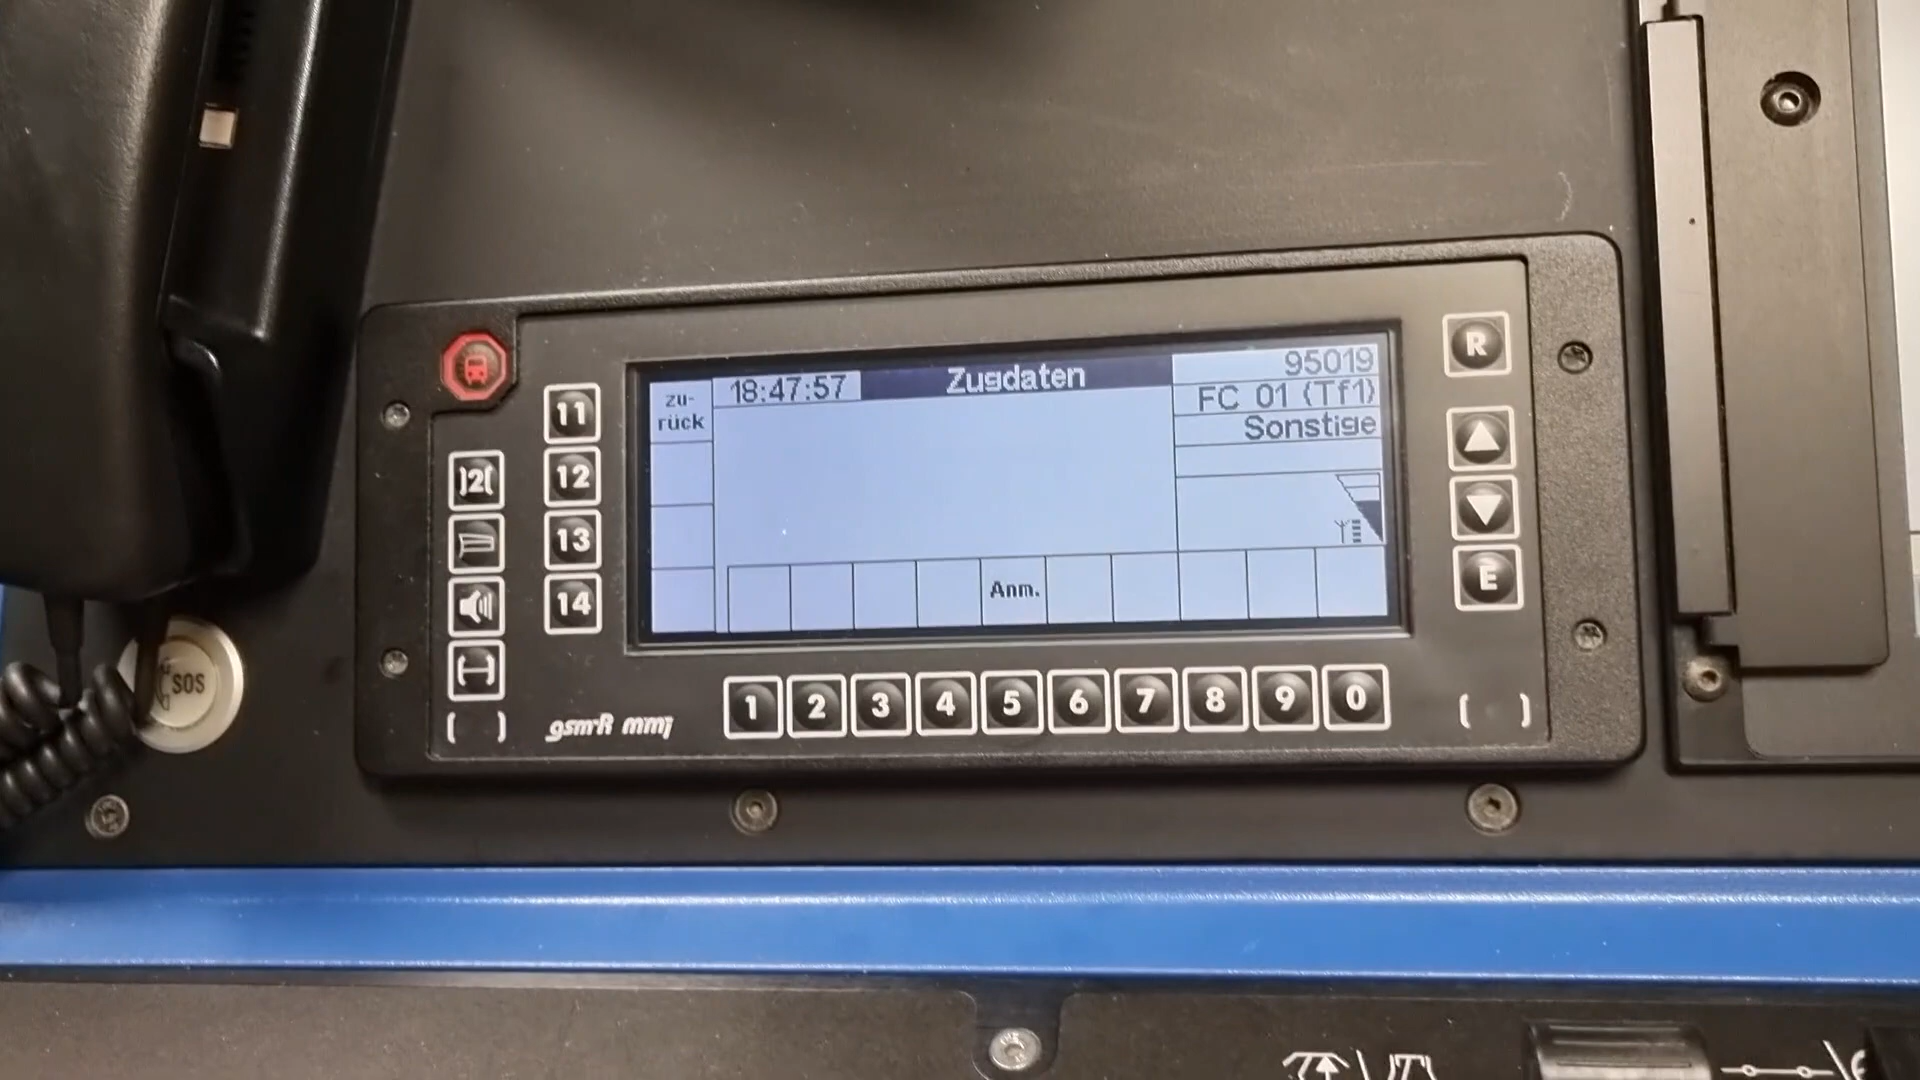 18:47:57 Zugdaten 95019
zu-
rück
FC 01 (Tf1)
Sonstige
Anm.
R
E
11
12
13
14
]2[
1 2 3 4 5 6 7 8 9 0
gsm-R mmi
SOS